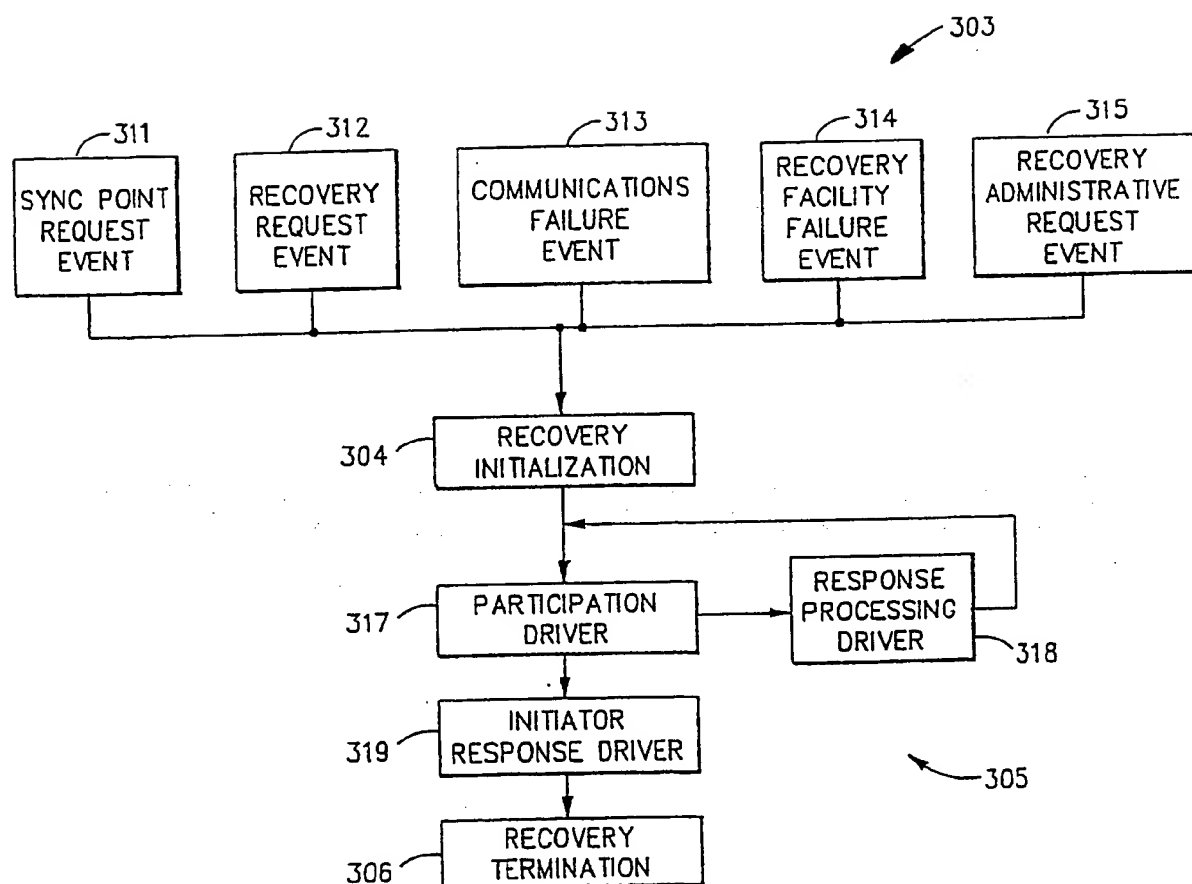 303
311
312
313
314
315
SYNC POINT
REQUEST
EVENT
RECOVERY
REQUEST
EVENT
COMMUNICATIONS
FAILURE
EVENT
RECOVERY
FACILITY
FAILURE
EVENT
RECOVERY
ADMINISTRATIVE
REQUEST
EVENT
304
RECOVERY
INITIALIZATION
317
PARTICIPATION
DRIVER
RESPONSE
PROCESSING
DRIVER
318
319
INITIATOR
RESPONSE DRIVER
305
306
RECOVERY
TERMINATION